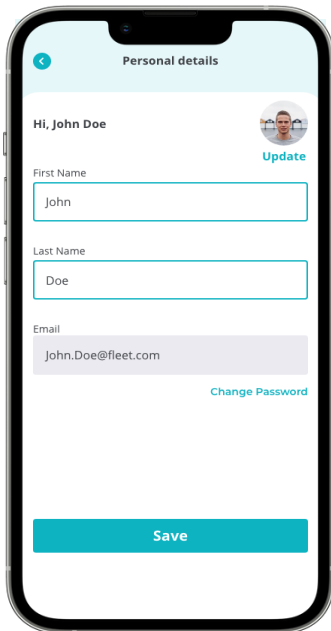 Personal details
Hi, John Doe
Update
First Name
John
Last Name
Doe
Email
John.Doe@fleet.com
Change Password
Save